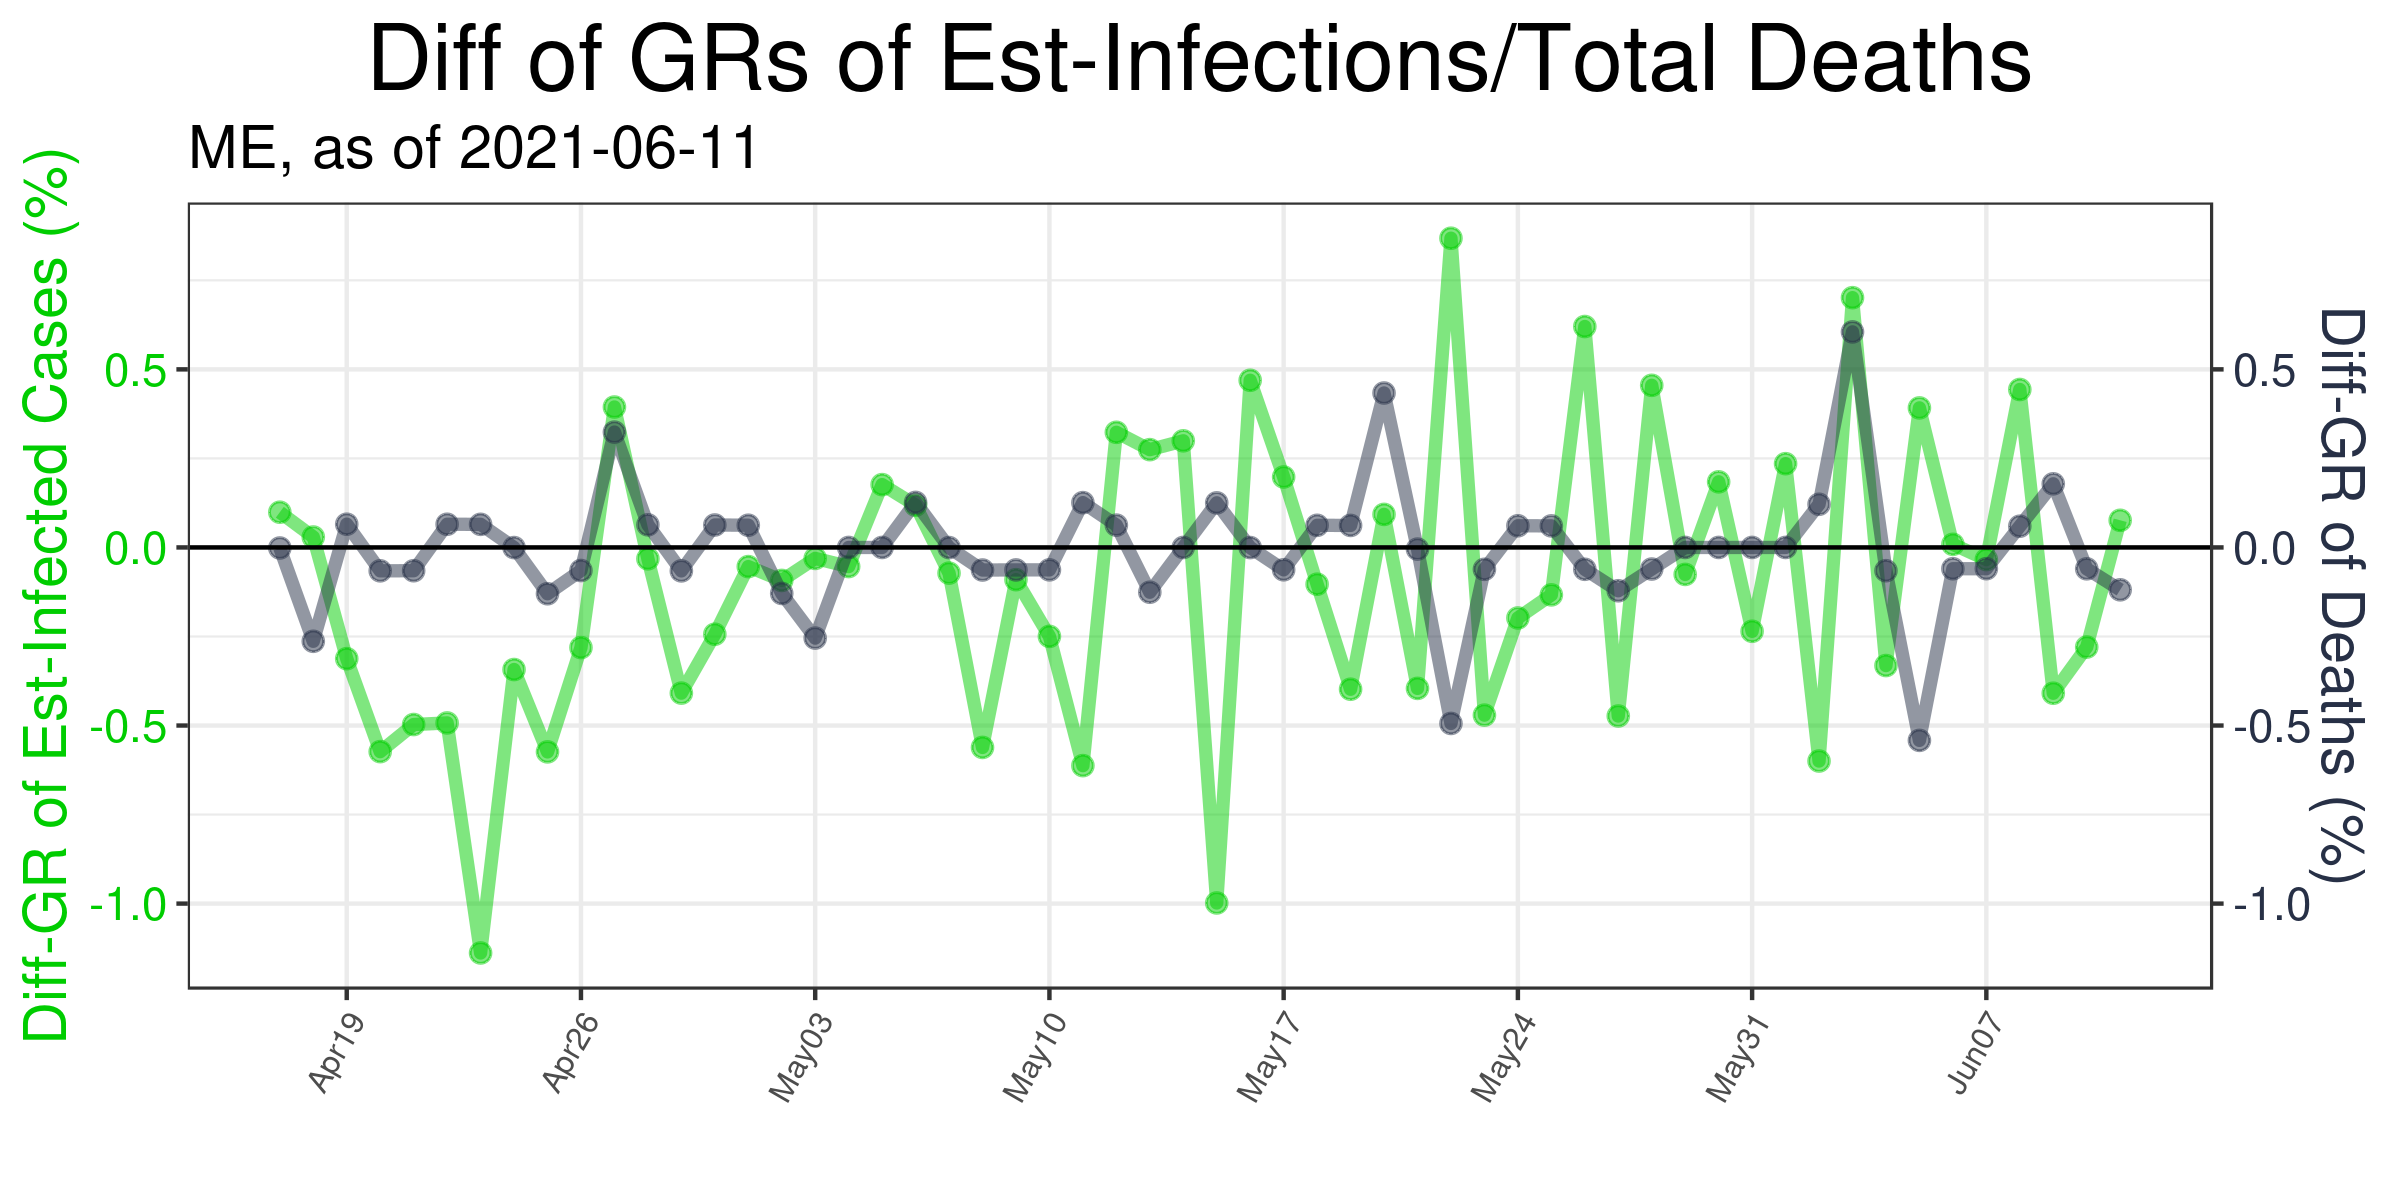 Diff of GRs of Est-Infections/Total Deaths
ME, as of 2021-06-11
Diff-GR of Est-Infected Cases (%)
0.5
0.0
-0.5
-1.0
0.5
0.0
-0.5
-1.0
Diff-GR of Deaths (%)
Apr19
Apr26
May03
May10
May17
May24
May31
Jun07